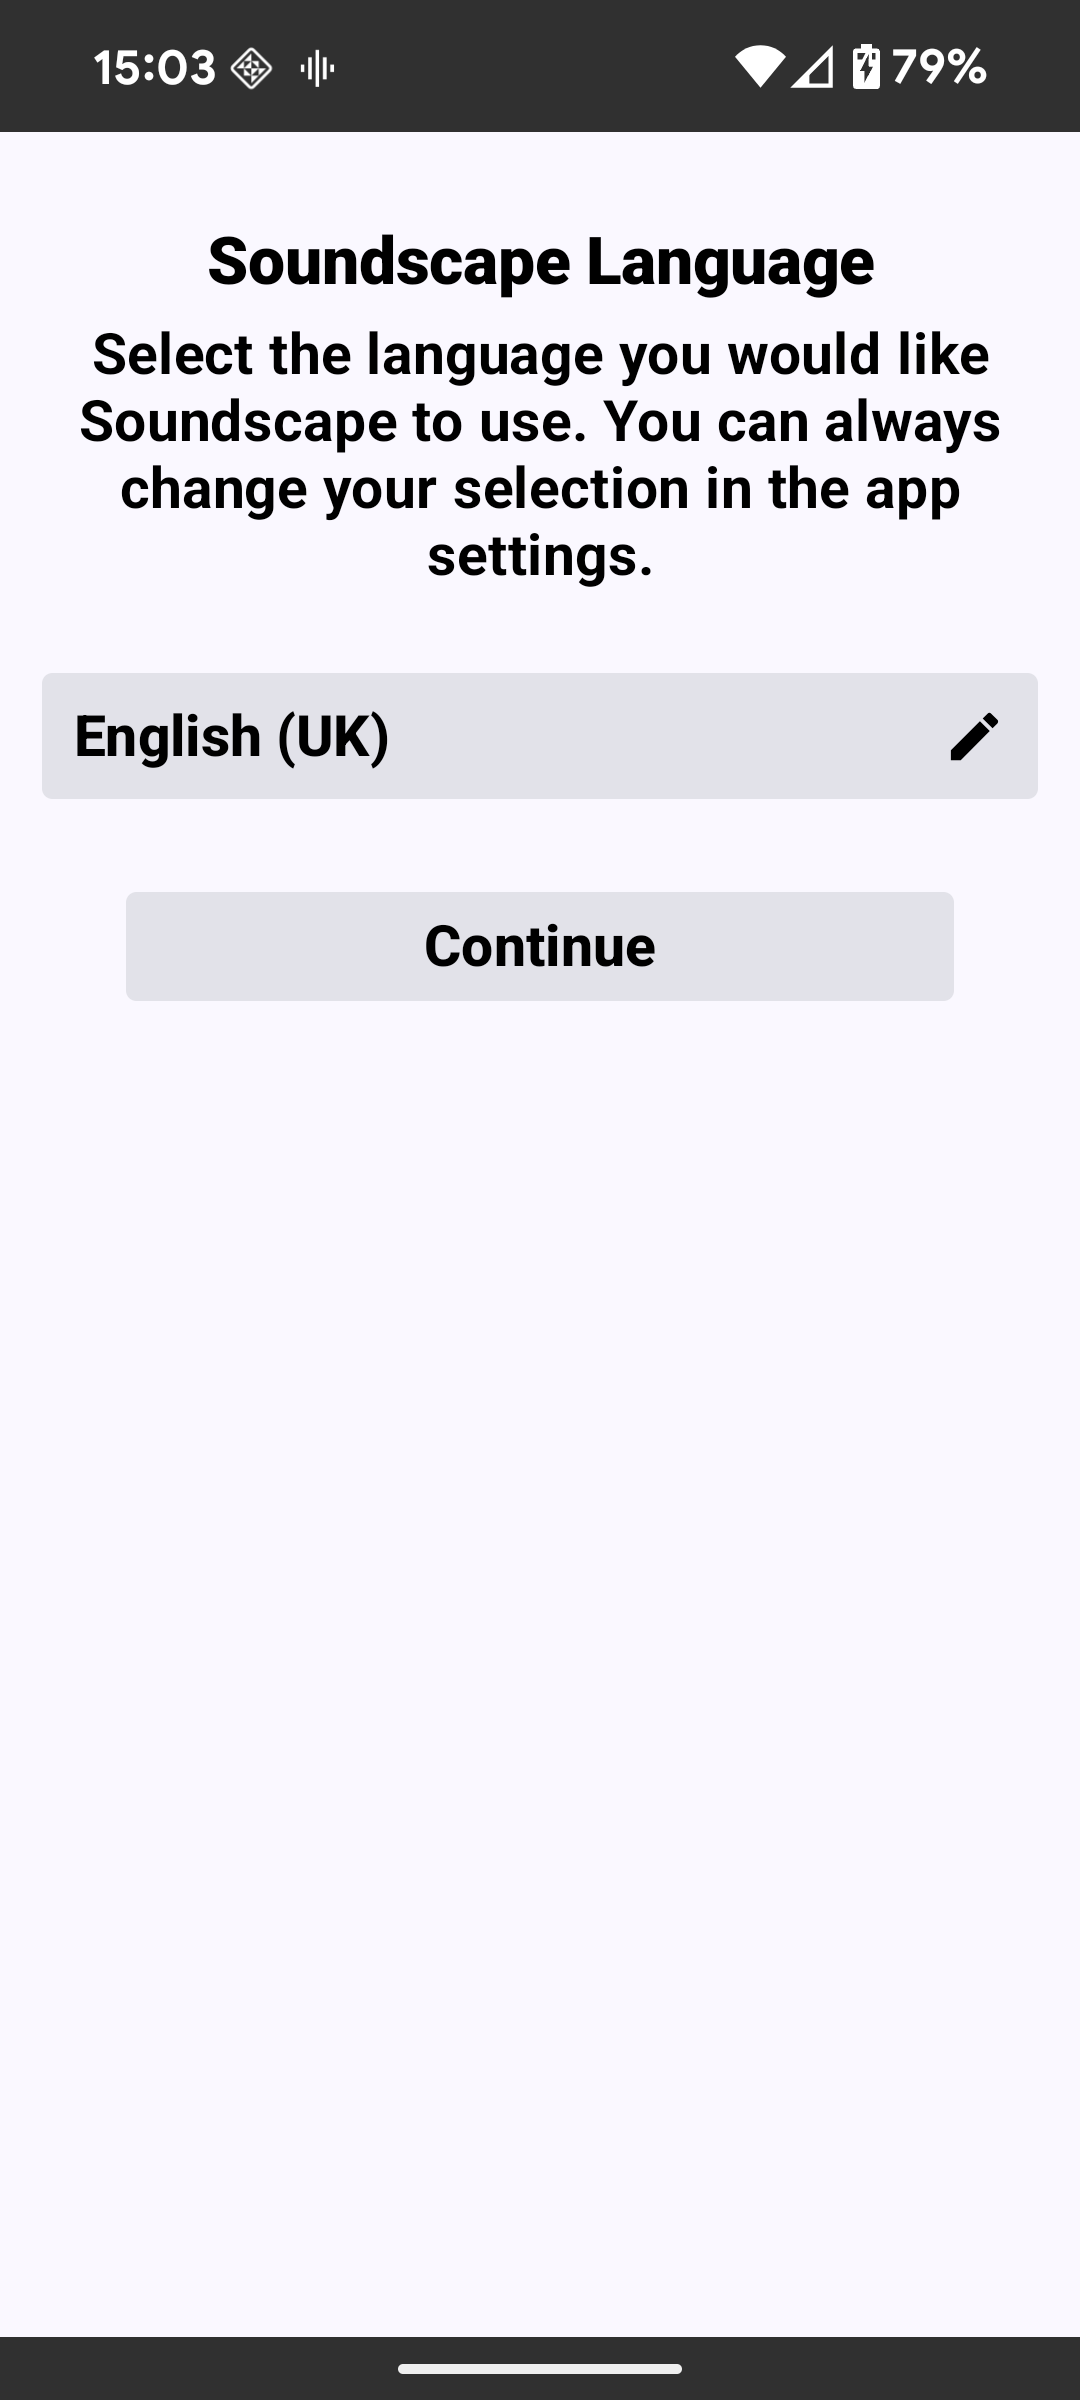 15:03 79%
Soundscape Language
Select the language you would like
Soundscape to use. You can always
change your selection in the app
settings.
English (UK)
Continue